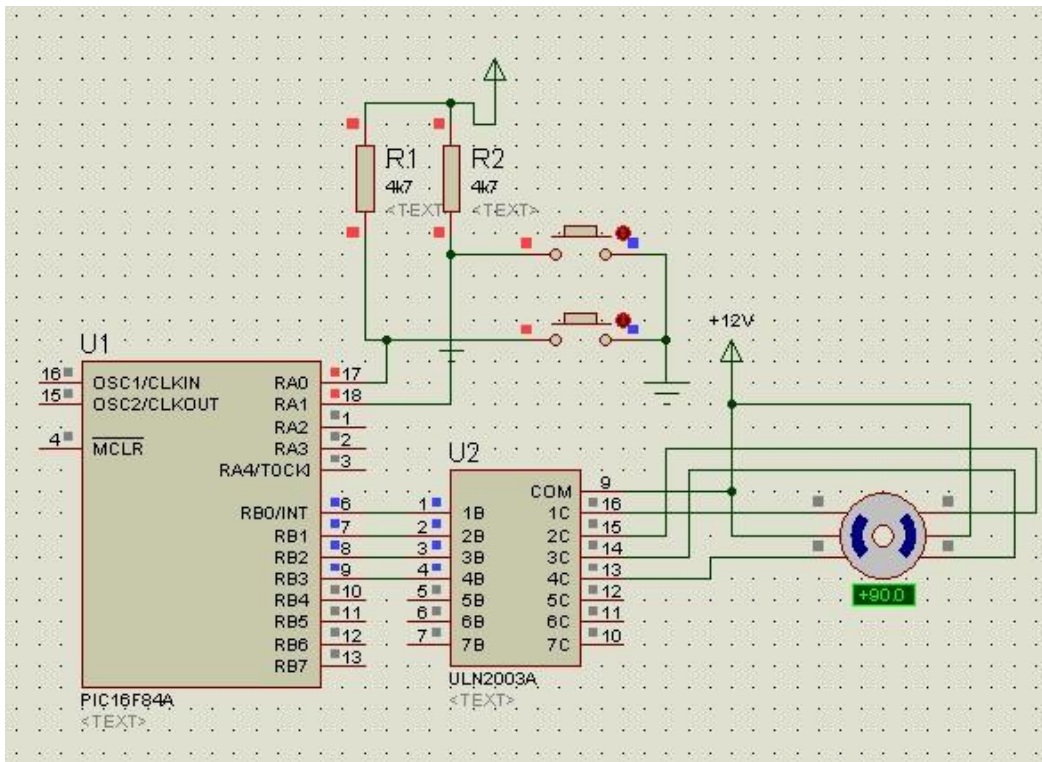 R1
4k7
<TEXT
R2
4k7
<TEXT>
+12V
U1
16
OSC1/CLKIN
15
OSC2/CLKOUT
4
MCLR
RA0
17
RA1
18
RA2
1
RA3
2
RA4/T0CKI
3
RB0/INT
6
RB1
7
RB2
8
RB3
9
RB4
10
RB5
11
RB6
12
RB7
13
PIC16F84A
<TEXT>
U2
1
1B
2
2B
3
3B
4
4B
5
5B
6
6B
7
7B
COM
9
1C
16
2C
15
3C
14
4C
13
5C
12
6C
11
7C
10
ULN2003A
<TEXT>
+90.0